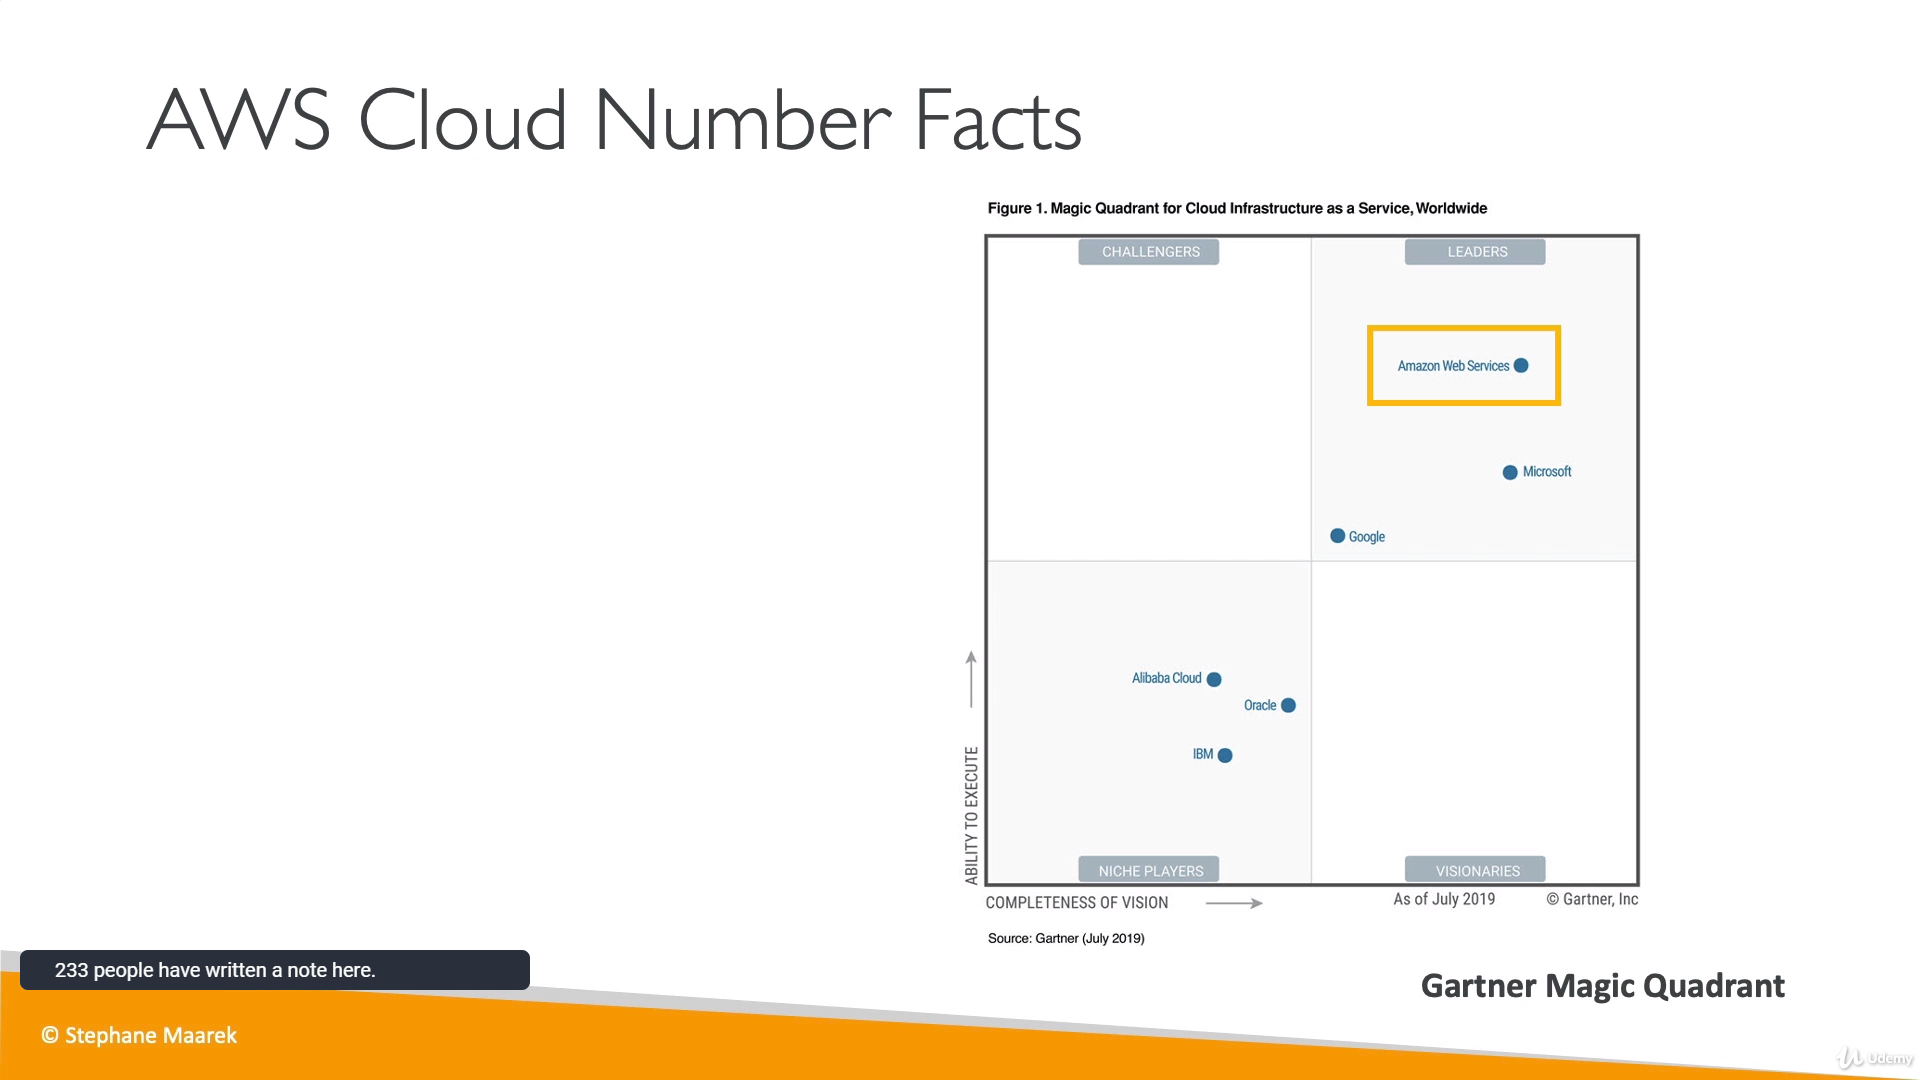 AWS Cloud Number Facts
Figure 1. Magic Quadrant for Cloud Infrastructure as a Service, Worldwide
CHALLENGERS
LEADERS
Amazon Web Services
Microsoft
Google
Alibaba Cloud
Oracle
IBM
ABILITY TO EXECUTE
NICHE PLAYERS
VISIONARIES
COMPLETENESS OF VISION
As of July 2019
© Gartner, Inc
Source: Gartner (July 2019)
233 people have written a note here.
Gartner Magic Quadrant
© Stephane Maarek
Udemy